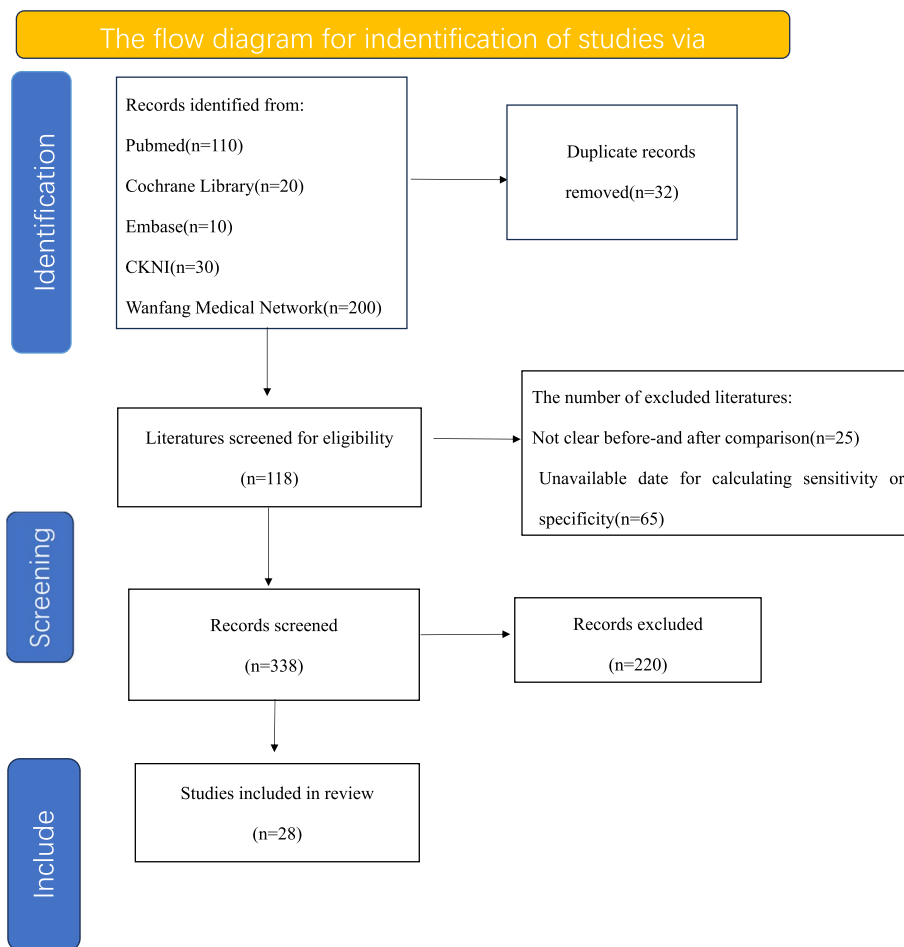 The flow diagram for indentification of studies via
Identification
Records identified from:
Pubmed(n=110)
Cochrane Library(n=20)
Embase(n=10)
CKNI(n=30)
Wanfang Medical Network(n=200)
Duplicate records
removed(n=32)
Literatures screened for eligibility
(n=118)
The number of excluded literatures:
Not clear before-and after comparison(n=25)
Unavailable date for calculating sensitivity or
specificity(n=65)
Screening
Records screened
(n=338)
Records excluded
(n=220)
Include
Studies included in review
(n=28)